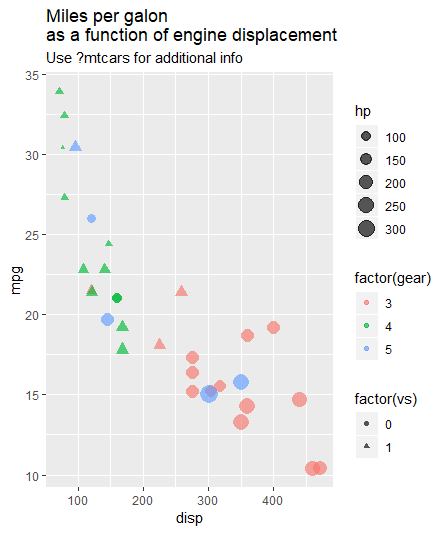 Miles per galon
as a function of engine displacement
Use ?mtcars for additional info
35
30
25
20
15
10
mpg
100
200
300
400
disp
hp
100
150
200
250
300
factor(gear)
3
4
5
factor(vs)
0
1